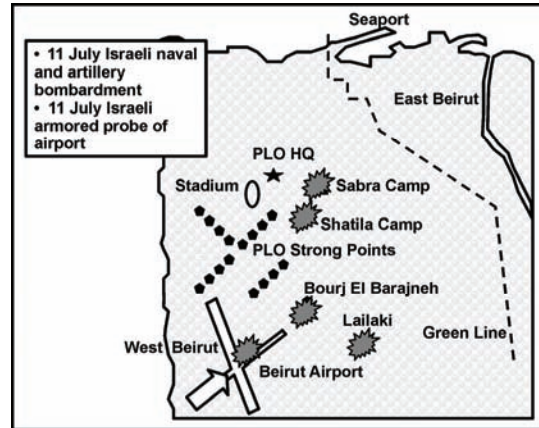 Seaport
• 11 July Israeli naval
and artillery
bombardment
• 11 July Israeli
armored probe of
airport
East Beirut
PLO HQ
Stadium
Sabra Camp
Shatila Camp
PLO Strong Points
Bourj El Barajneh
Lailaki
West Beirut
Green Line
Beirut Airport